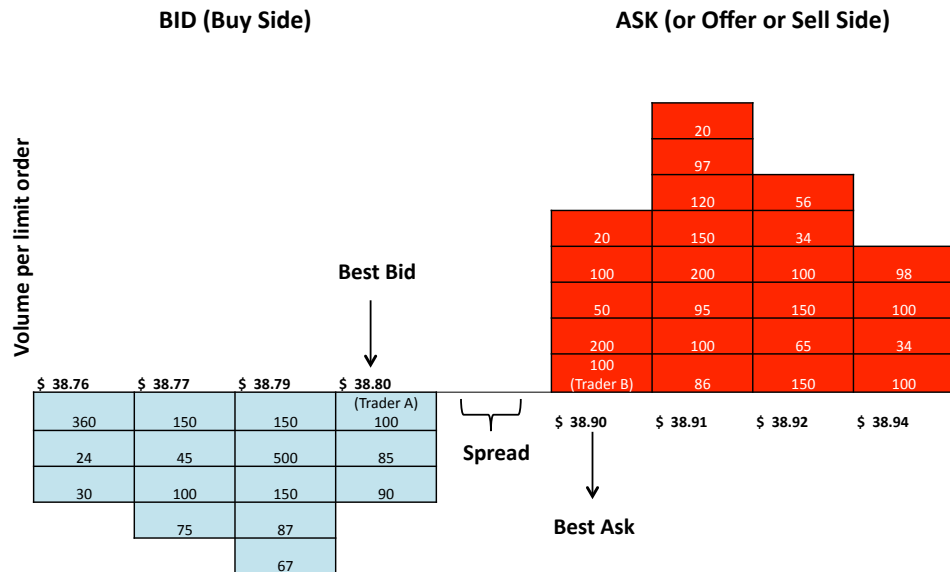 BID (Buy Side)
ASK (or Offer or Sell Side)
Volume per limit order
20
97
120 56
20 150 34
Best Bid
100 200 100 98
50 95 150 100
200 100 65 34
100
(Trader B) 86 150 100
$ 38.76 $ 38.77 $ 38.79 $ 38.80
(Trader A)
360 150 150 100
$ 38.90 $ 38.91 $ 38.92 $ 38.94
24 45 500 85
Spread
30 100 150 90
75 87
Best Ask
67